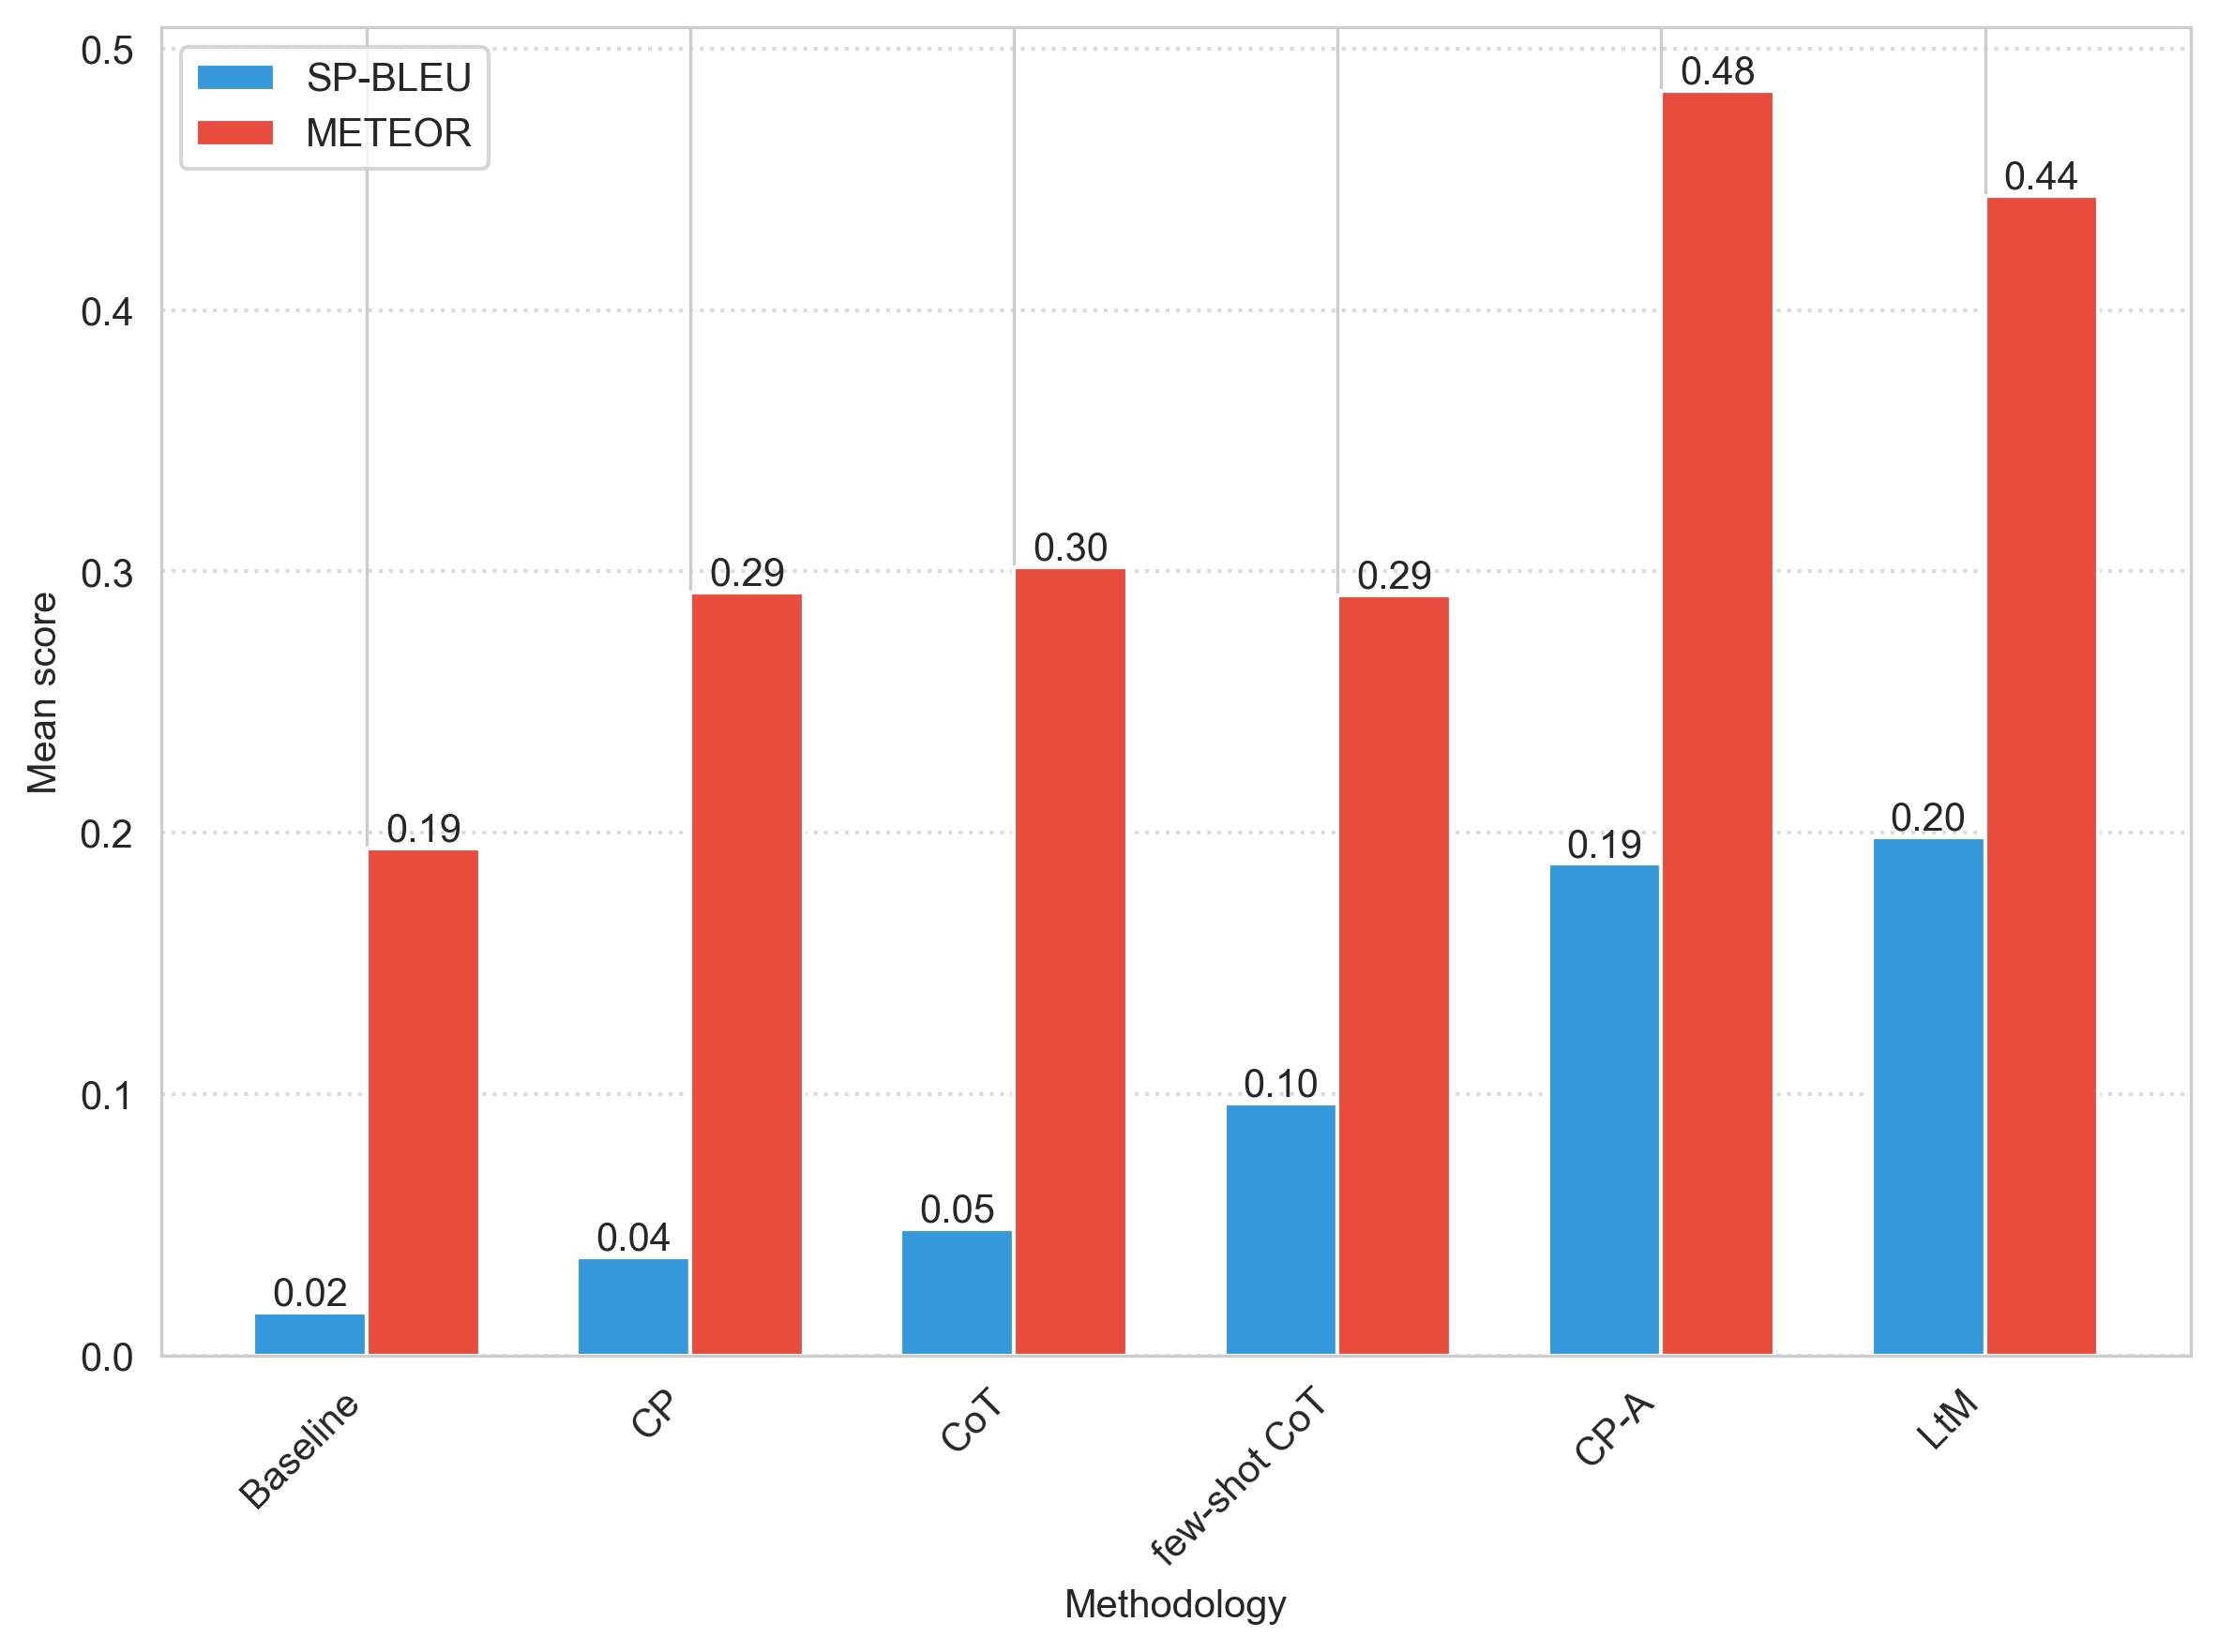 SP-BLEU
METEOR
0.5
0.4
0.3
0.2
0.1
0.0
Mean score
0.02
0.19
0.04
0.29
0.05
0.30
0.10
0.29
0.19
0.48
0.20
0.44
Baseline
CP
CoT
few-shot CoT
CP-A
LtM
Methodology